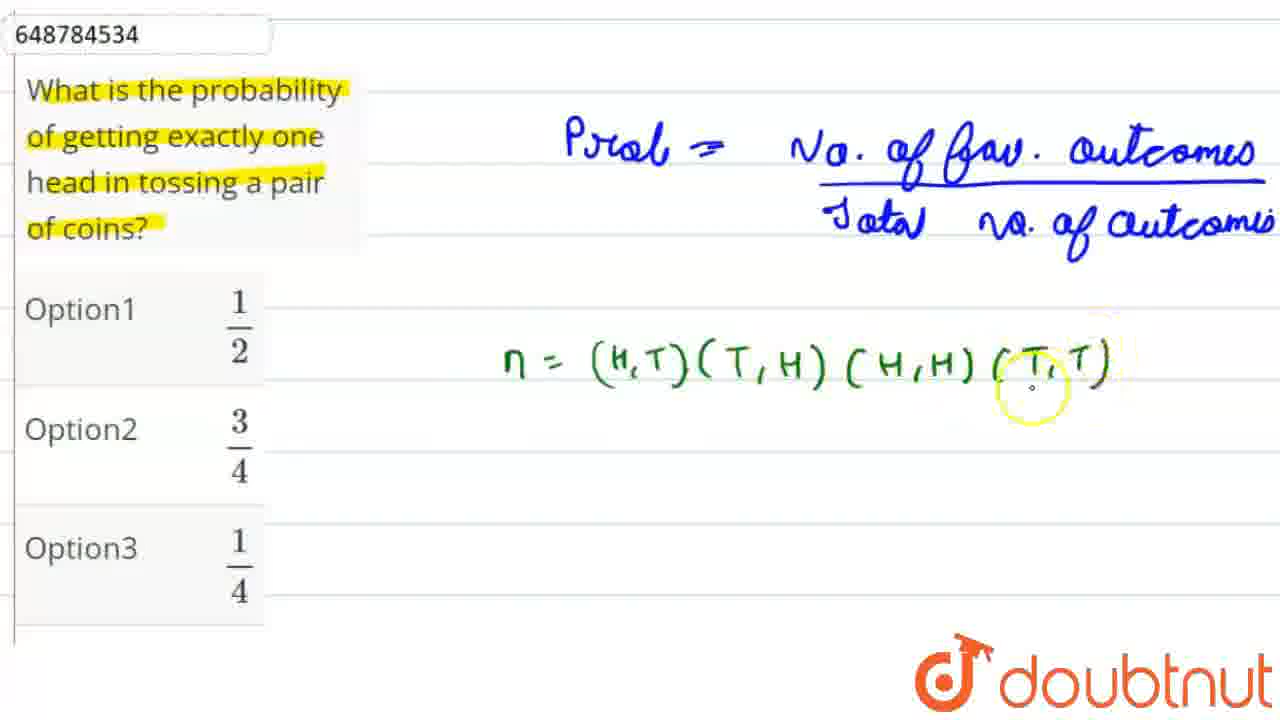 648784534
What is the probability
of getting exactly one
head in tossing a pair
of coins?
Prob = No. of fav. outcomes
Total no. of outcomes
Option1 1/2
n = (H,T) (T,H) (H,H) (T,T)
Option2 3/4
Option3 1/4
doubtnut